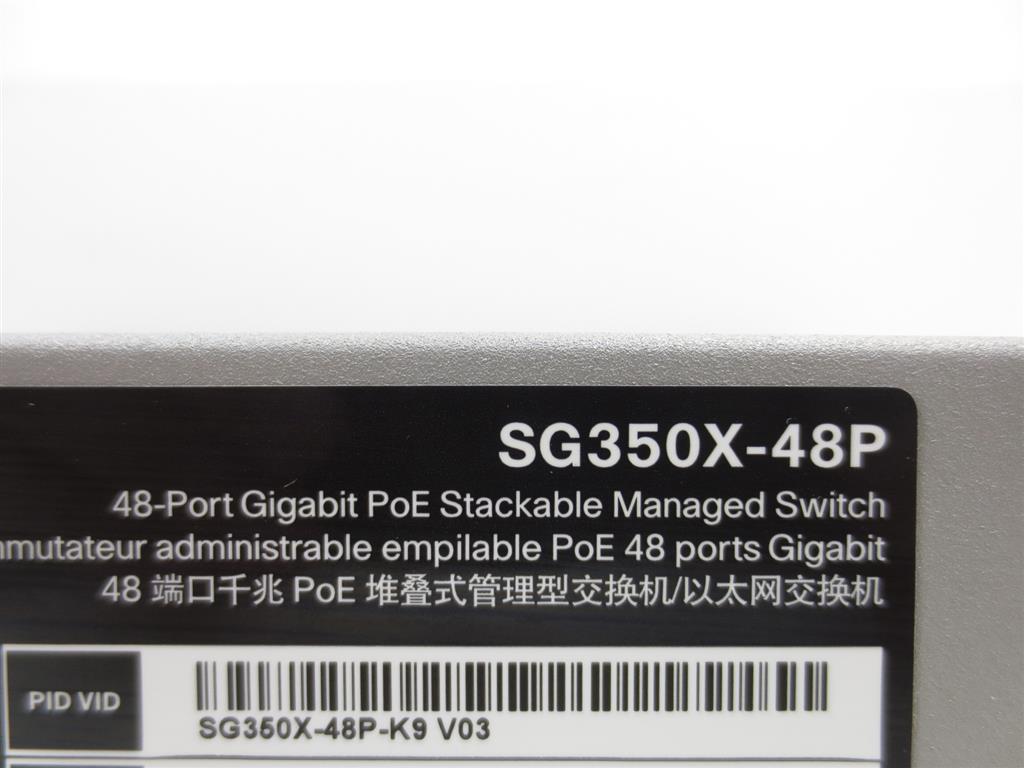 SG350X-48P
48-Port Gigabit PoE Stackable Managed Switch
administrable empilable PoE 48 ports Gigabit
48 端口千兆 PoE 堆叠式管理型交换机/以太网交换机
PID VID
SG350X-48P-K9 V03